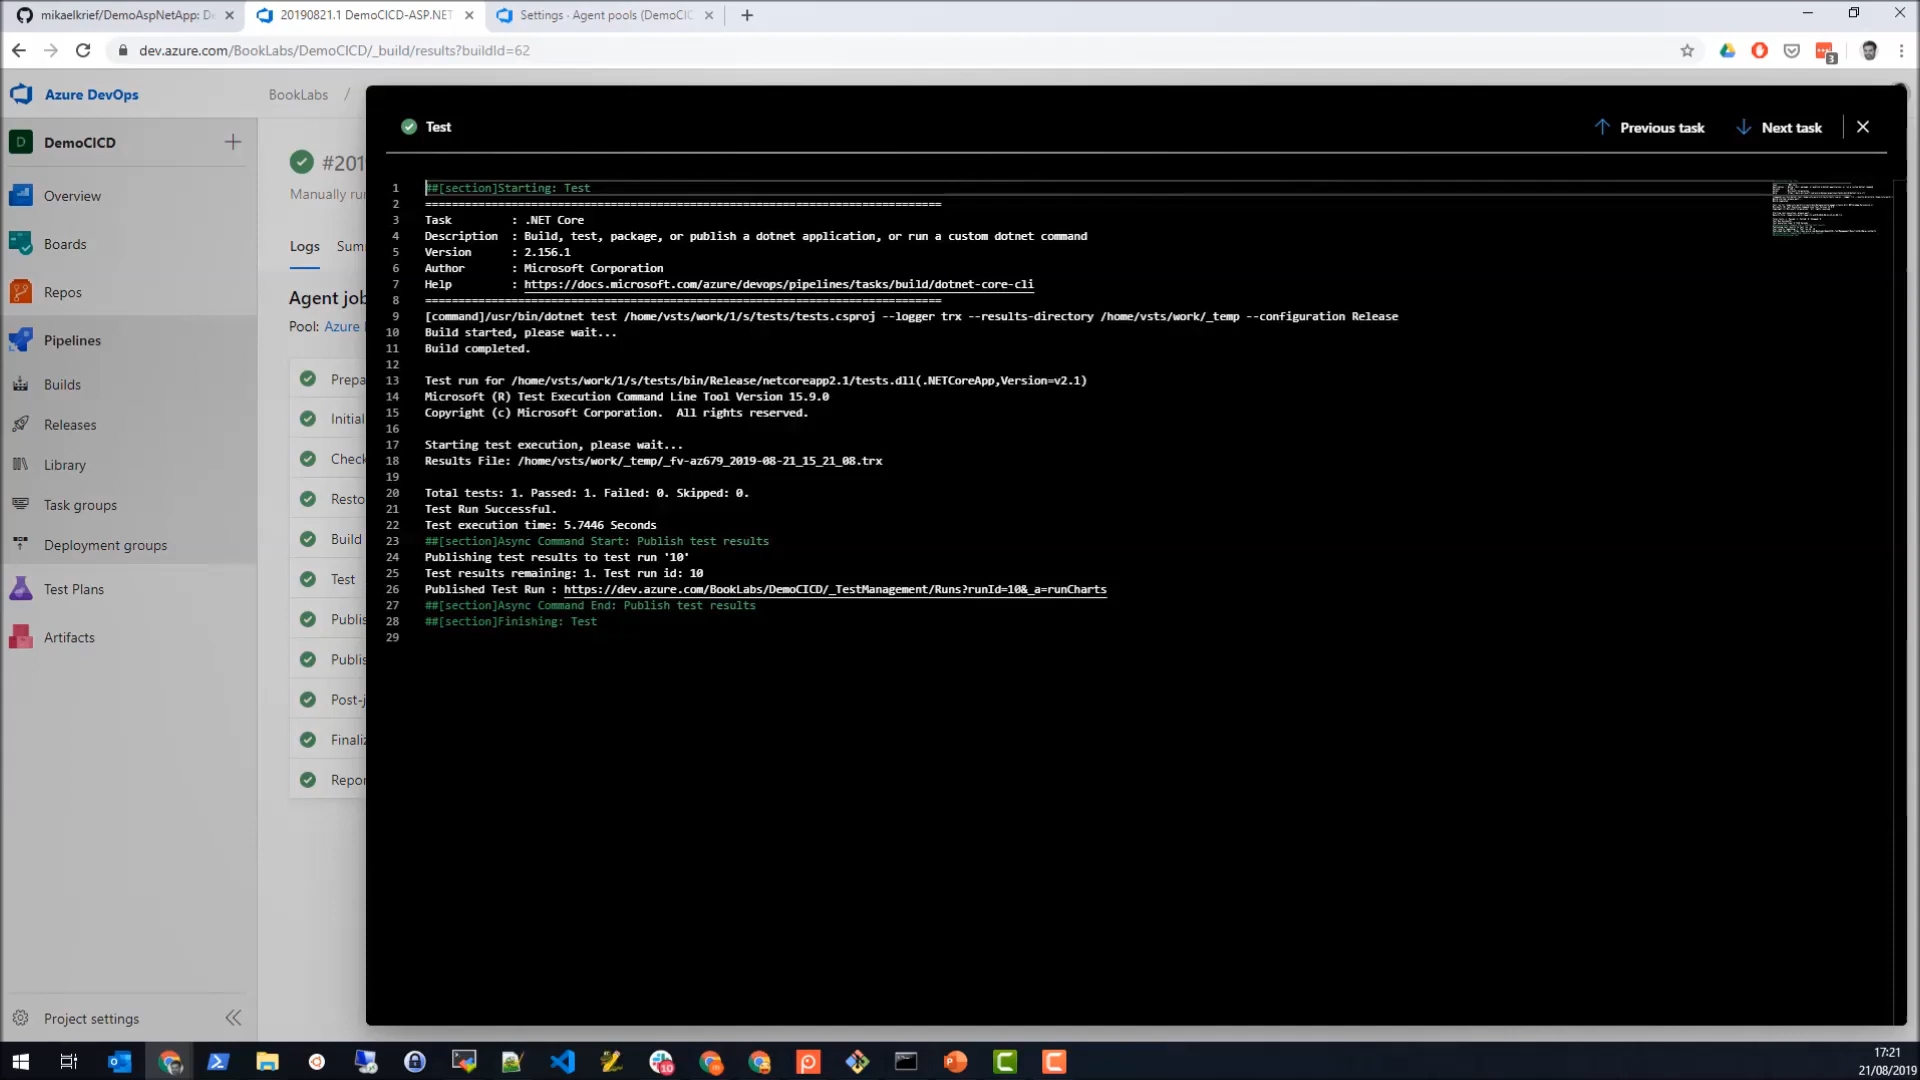 mikaelkrief/DemoAspNetApp: De
20190821.1 DemoCICD-ASP.NET
Settings · Agent pools (DemoCIC
dev.azure.com/BookLabs/DemoCICD/_build/results?buildId=62
3
Azure DevOps
BookLabs /
D DemoCICD
Overview
Boards
Repos
Pipelines
Builds
Releases
Library
Task groups
Deployment groups
Test Plans
Artifacts
Project settings
#201
Manually ru
Logs Sum
Agent job
Pool: Azure
Prepa
Initial
Check
Resto
Build
Test
Publis
Publis
Post-j
Finaliz
Repor
Test
Previous task
Next task
1 ##[section]Starting: Test
2 ==============================================================================
3 Task         : .NET Core
4 Description  : Build, test, package, or publish a dotnet application, or run a custom dotnet command
5 Version      : 2.156.1
6 Author       : Microsoft Corporation
7 Help         : https://docs.microsoft.com/azure/devops/pipelines/tasks/build/dotnet-core-cli
8 ==============================================================================
9 [command]/usr/bin/dotnet test /home/vsts/work/1/s/tests/tests.csproj --logger trx --results-directory /home/vsts/work/_temp --configuration Release
10 Build started, please wait...
11 Build completed.
12
13 Test run for /home/vsts/work/1/s/tests/bin/Release/netcoreapp2.1/tests.dll(.NETCoreApp,Version=v2.1)
14 Microsoft (R) Test Execution Command Line Tool Version 15.9.0
15 Copyright (c) Microsoft Corporation.  All rights reserved.
16
17 Starting test execution, please wait...
18 Results File: /home/vsts/work/_temp/_fv-az679_2019-08-21_15_21_08.trx
19
20 Total tests: 1. Passed: 1. Failed: 0. Skipped: 0.
21 Test Run Successful.
22 Test execution time: 5.7446 Seconds
23 ##[section]Async Command Start: Publish test results
24 Publishing test results to test run '10'
25 Test results remaining: 1. Test run id: 10
26 Published Test Run : https://dev.azure.com/BookLabs/DemoCICD/_TestManagement/Runs?runId=10&_a=runCharts
27 ##[section]Async Command End: Publish test results
28 ##[section]Finishing: Test
29
10
17:21
21/08/2019